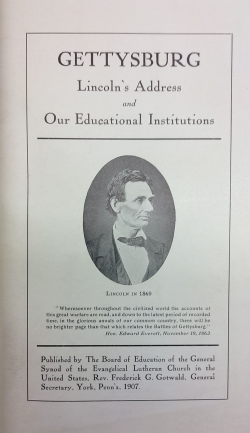 GETTYSBURG
Lincoln's Address
and
Our Educational Institutions
LINCOLN IN 1860
"Wheresoever throughout the civilized world the accounts of
this great warfare are read, and down to the latest period of recorded
time, in the glorious annals of our common country, there will be
no brighter page than that which relates the Battles of Gettysburg."
Hon. Edward Everett, November 19, 1863.
Published by The Board of Education of the General
Synod of the Evangelical Lutheran Church in the
United States, Rev. Frederick G. Gotwald, General
Secretary, York, Penn'a, 1907.